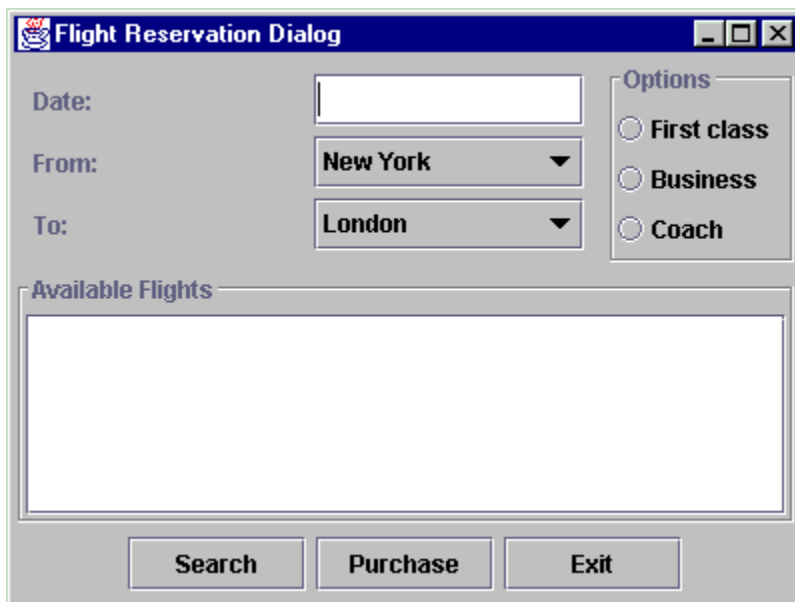 Flight Reservation Dialog
Date:
From:
New York
To:
London
Options
First class
Business
Coach
Available Flights
Search
Purchase
Exit